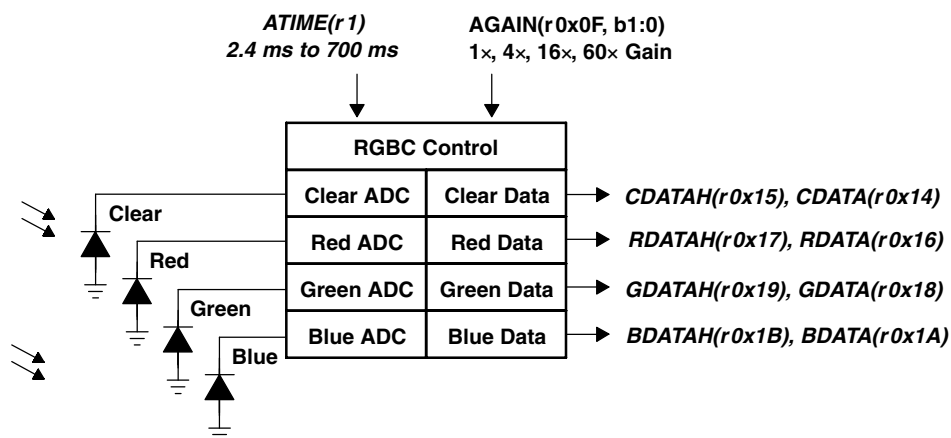 ATIME(r 1)
2.4 ms to 700 ms
AGAIN(r 0x0F, b1:0)
1×, 4×, 16×, 60× Gain
RGBC Control
Clear
Clear ADC
Clear Data
CDATAH(r 0x15), CDATA(r 0x14)
Red
Red ADC
Red Data
RDATAH(r 0x17), RDATA(r 0x16)
Green
Green ADC
Green Data
GDATAH(r 0x19), GDATA(r 0x18)
Blue
Blue ADC
Blue Data
BDATAH(r 0x1B), BDATA(r 0x1A)